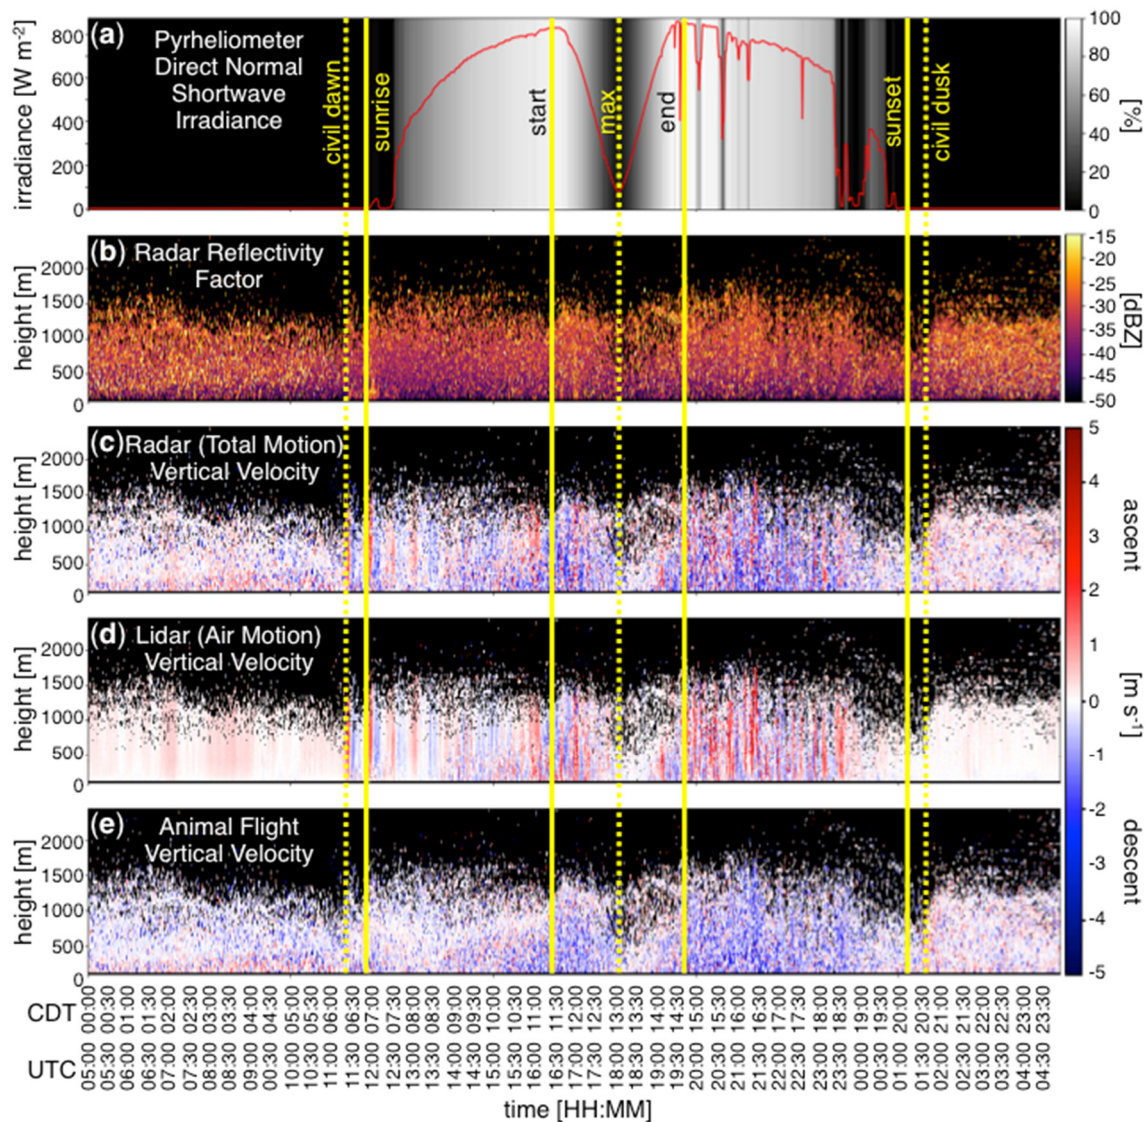 (a) Pyrheliometer
Direct Normal
Shortwave
Irradiance
irradiance [W m-2]
800
600
400
200
0
civil dawn
sunrise
start
max
end
sunset
civil dusk
100
80
60
40
20
0
[%]
(b) Radar Reflectivity
Factor
height [m]
2000
1500
1000
500
0
-15
-20
-25
-30
-35
-40
-45
-50
[dBZ]
(c) Radar (Total Motion)
Vertical Velocity
height [m]
2000
1500
1000
500
0
(d) Lidar (Air Motion)
Vertical Velocity
height [m]
2000
1500
1000
500
0
(e) Animal Flight
Vertical Velocity
height [m]
2000
1500
1000
500
0
5
4
3
2
1
0
-1
-2
-3
-4
-5
ascent
[m s-1]
descent
CDT 00:00 00:30 01:00 01:30 02:00 02:30 03:00 03:30 04:00 04:30 05:00 05:30 06:00 06:30 07:00 07:30 08:00 08:30 09:00 09:30 10:00 10:30 11:00 11:30 12:00 12:30 13:00 13:30 14:00 14:30 15:00 15:30 16:00 16:30 17:00 17:30 18:00 18:30 19:00 19:30 20:00 20:30 21:00 21:30 22:00 22:30 23:00 23:30
UTC 05:00 05:30 06:00 06:30 07:00 07:30 08:00 08:30 09:00 09:30 10:00 10:30 11:00 11:30 12:00 12:30 13:00 13:30 14:00 14:30 15:00 15:30 16:00 16:30 17:00 17:30 18:00 18:30 19:00 19:30 20:00 20:30 21:00 21:30 22:00 22:30 23:00 23:30 00:00 00:30 01:00 01:30 02:00 02:30 03:00 03:30 04:00 04:30
time [HH:MM]